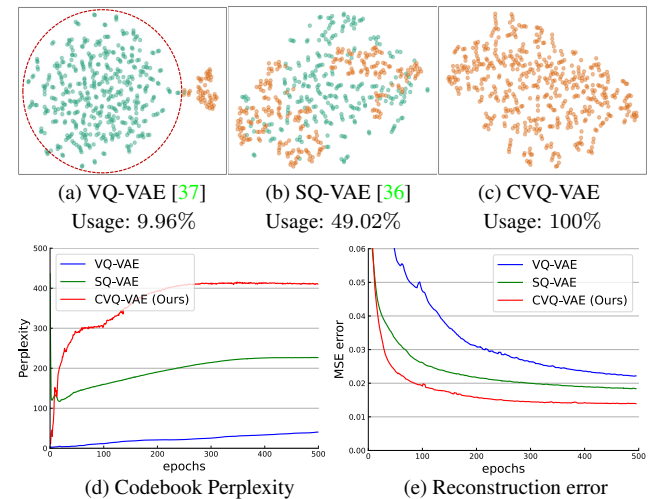 (a) VQ-VAE [37]
Usage: 9.96%
(b) SQ-VAE [36]
Usage: 49.02%
(c) CVQ-VAE
Usage: 100%
500
400
300
200
100
0
Perplexity
VQ-VAE
SQ-VAE
CVQ-VAE (Ours)
0
100
200
300
400
500
epochs
(d) Codebook Perplexity
0.06
0.05
0.04
0.03
0.02
0.01
0.00
MSE error
VQ-VAE
SQ-VAE
CVQ-VAE (Ours)
0
100
200
300
400
500
epochs
(e) Reconstruction error